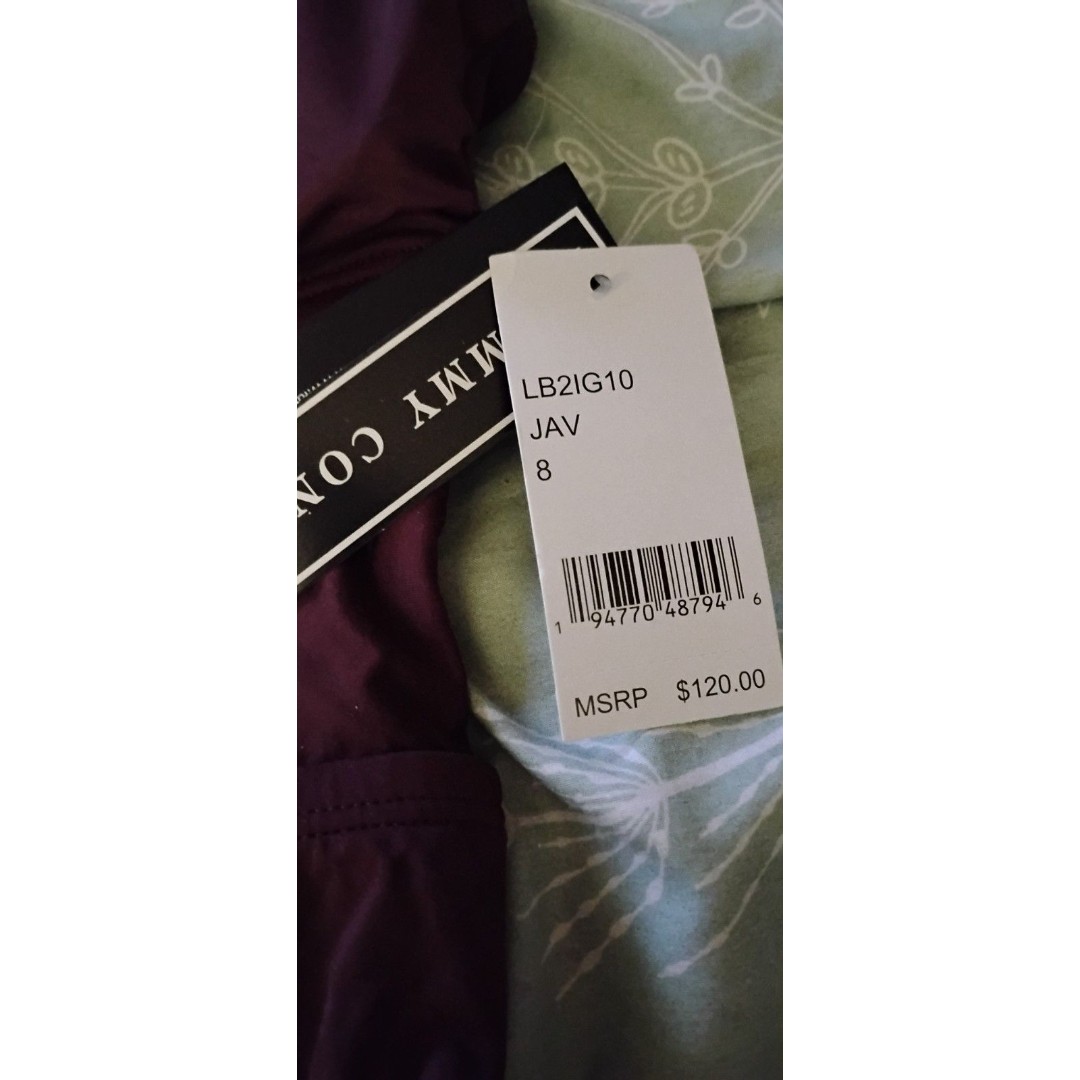 MMY CON
LB2IG10
JAV
8
1 94770 48794 6
MSRP $120.00